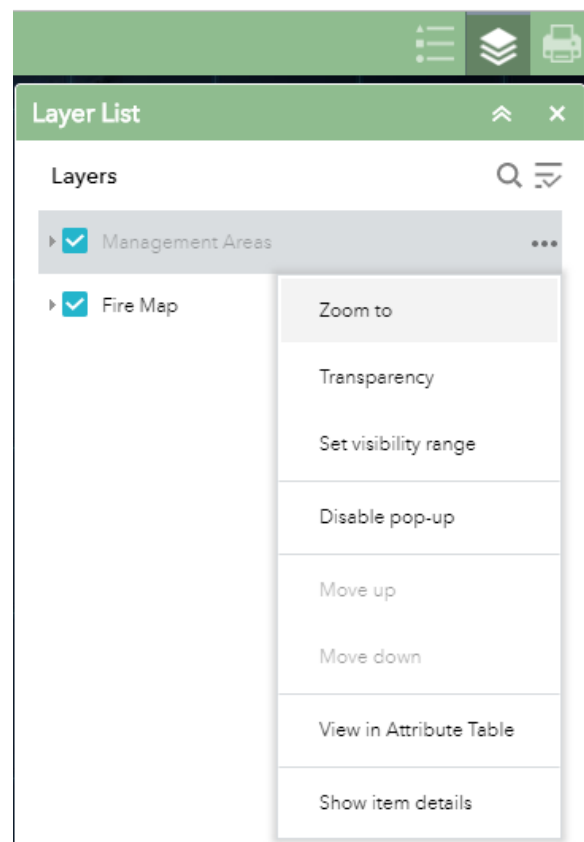 Layer List
Layers
Management Areas
Fire Map
Zoom to
Transparency
Set visibility range
Disable pop-up
Move up
Move down
View in Attribute Table
Show item details